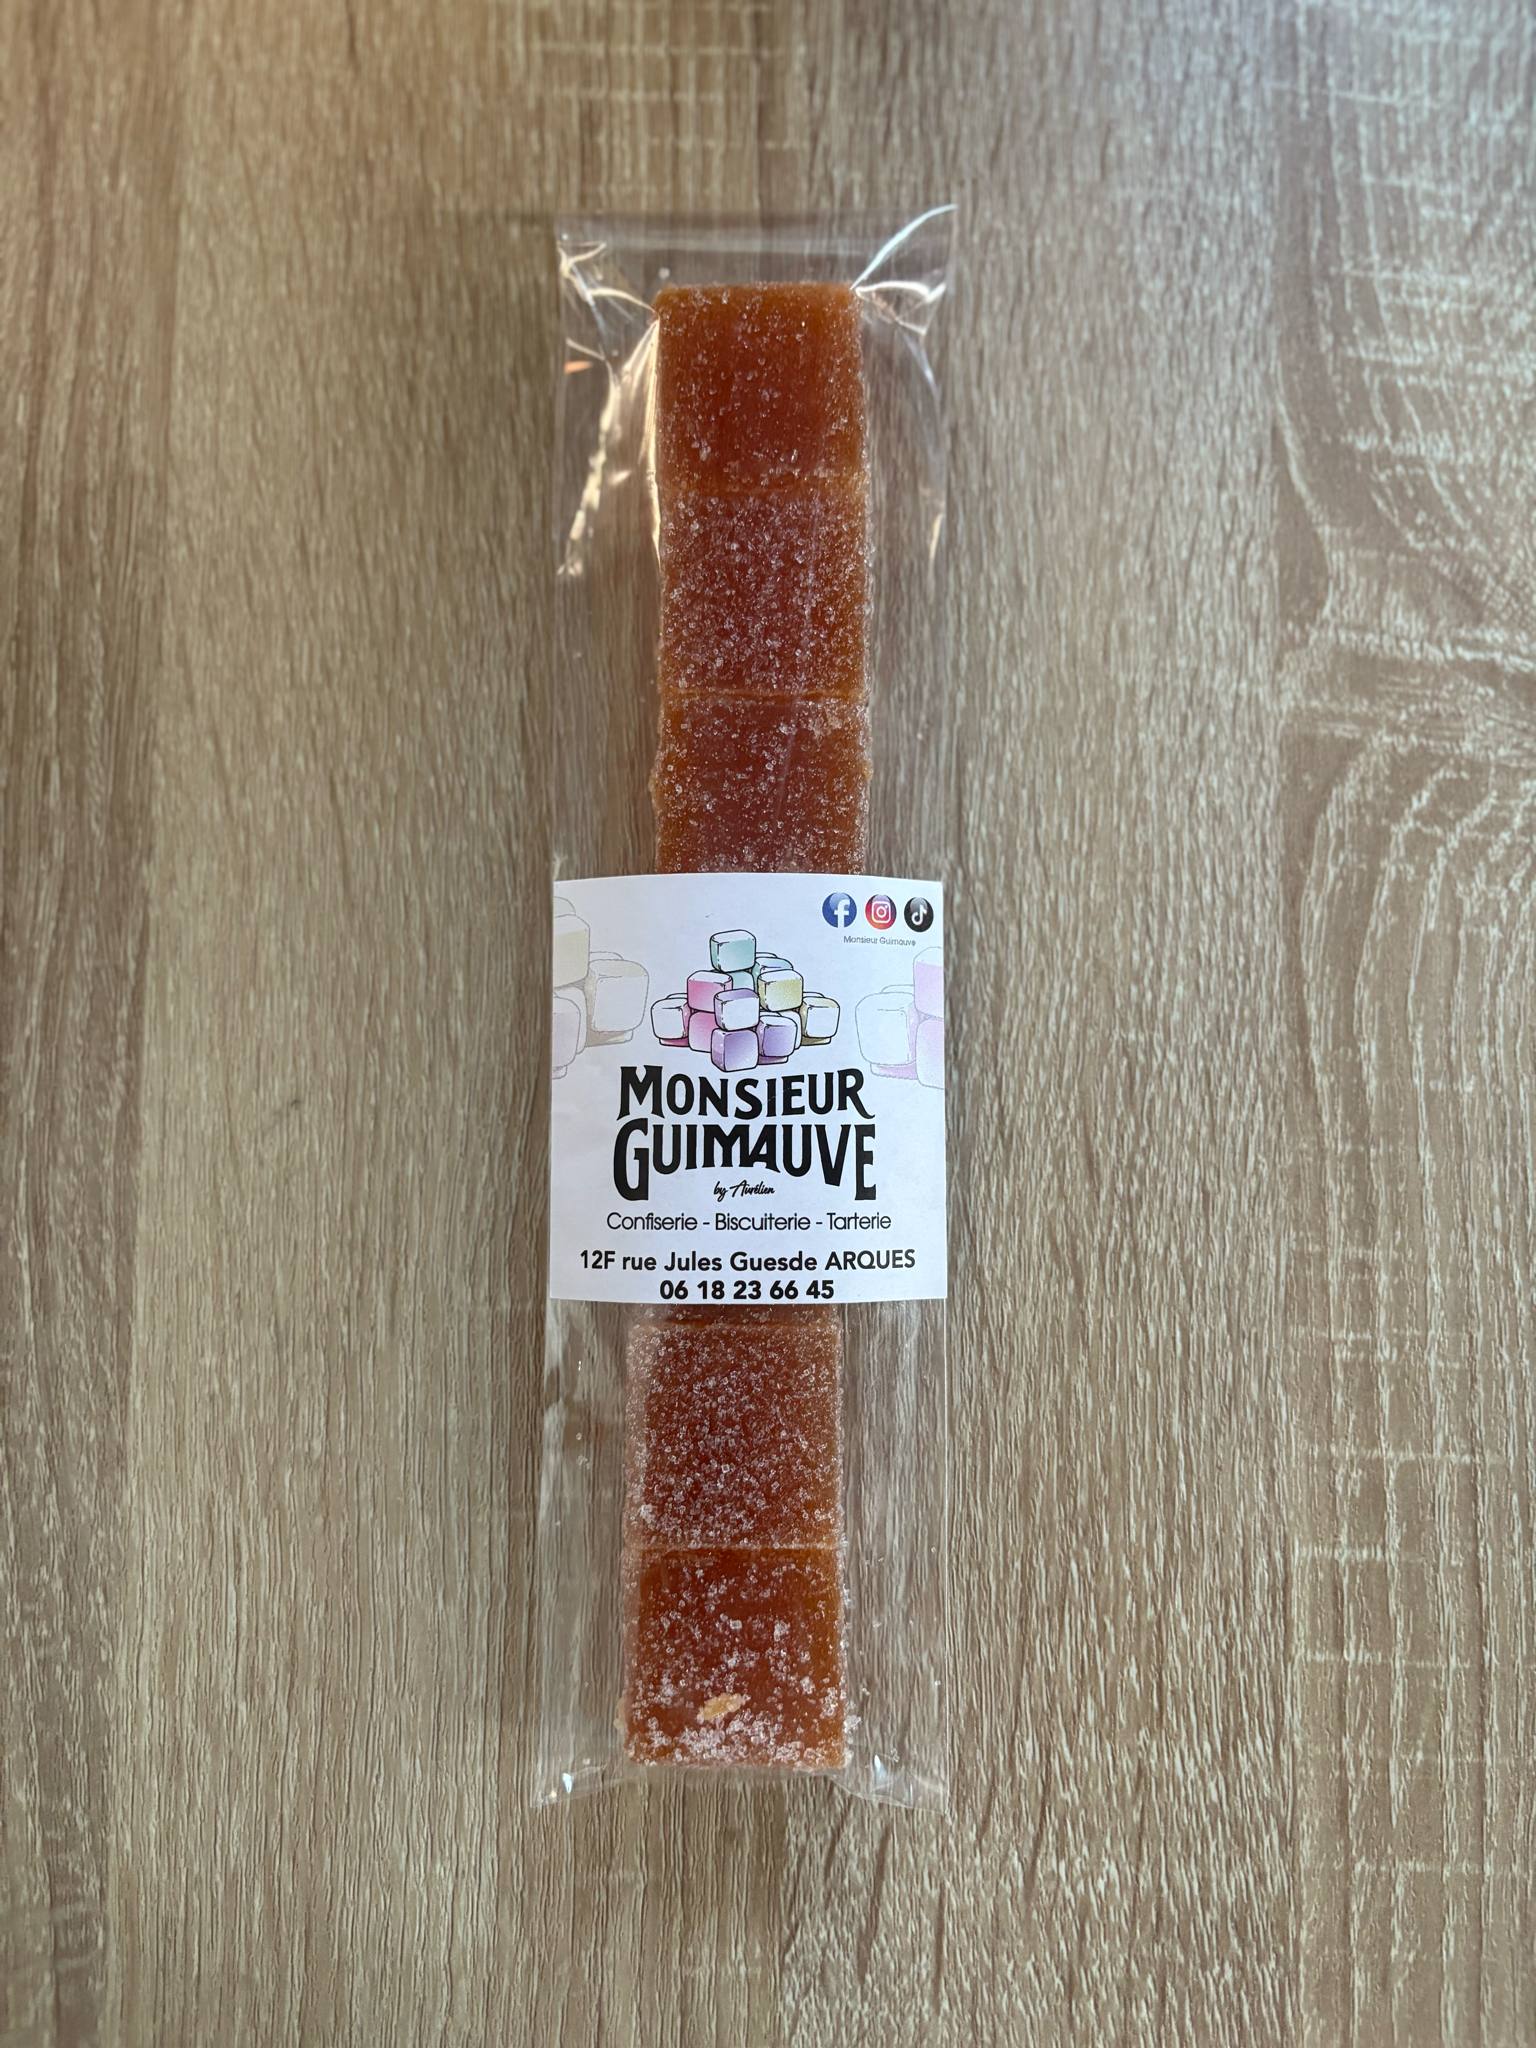 Monsieur Guimauve
MONSIEUR
GUIMAUVE
by Aurélien
Confiserie - Biscuiterie - Tarterie
12F rue Jules Guesde ARQUES
06 18 23 66 45